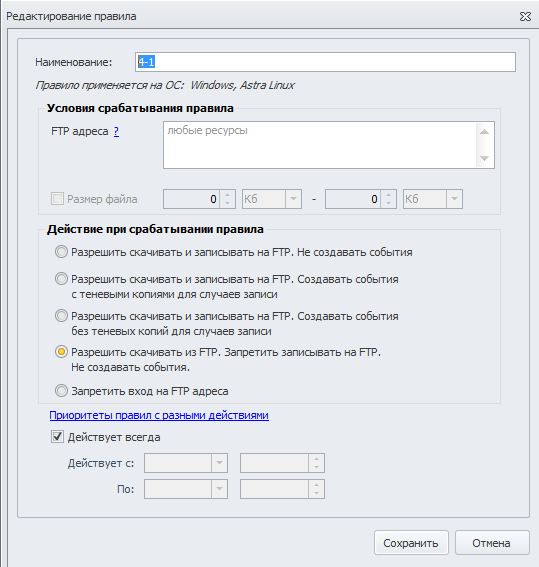 Редактирование правила
Наименование: 4-1
Правило применяется на ОС: Windows, Astra Linux
Условия срабатывания правила
FTP адреса ? любые ресурсы
Размер файла 0 Кб - 0 Кб
Действие при срабатывании правила
Разрешить скачивать и записывать на FTP. Не создавать события
Разрешить скачивать и записывать на FTP. Создавать события
с теневыми копиями для случаев записи
Разрешить скачивать и записывать на FTP. Создавать события
без теневых копий для случаев записи
Разрешить скачивать из FTP. Запретить записывать на FTP.
Не создавать события.
Запретить вход на FTP адреса
Приоритеты правил с разными действиями
Действует всегда
Действует с:
По:
Сохранить Отмена